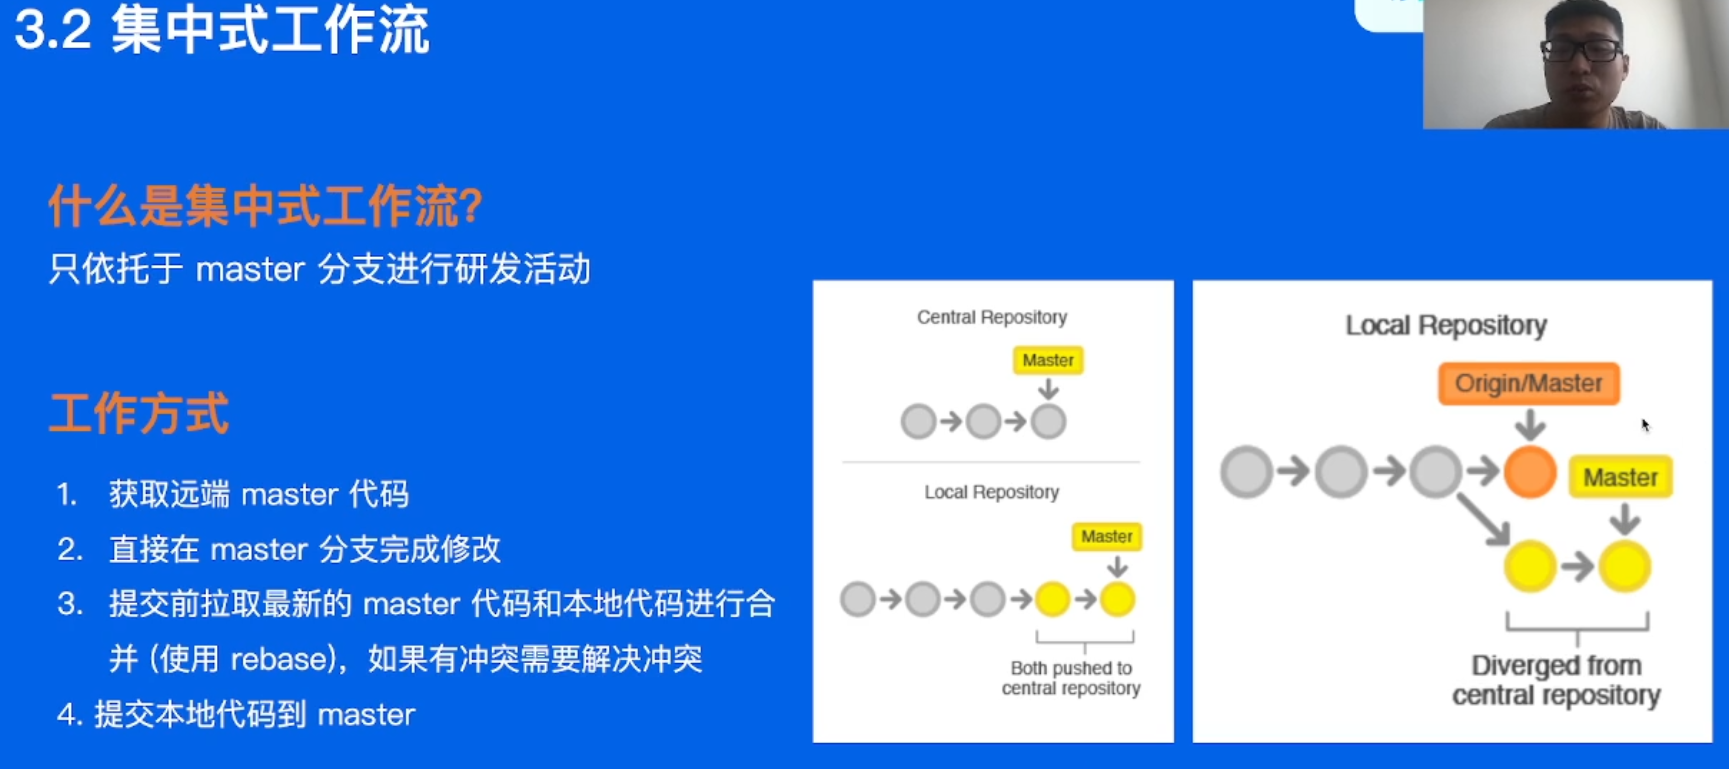 3.2 集中式工作流
什么是集中式工作流?
只依托于 master 分支进行研发活动
工作方式
1. 获取远端 master 代码
2. 直接在 master 分支完成修改
3. 提交前拉取最新的 master 代码和本地代码进行合
并 (使用 rebase)，如果有冲突需要解决冲突
4. 提交本地代码到 master
Central Repository
Master
Local Repository
Master
Both pushed to
central repository
Local Repository
Origin/Master
Master
Diverged from
central repository